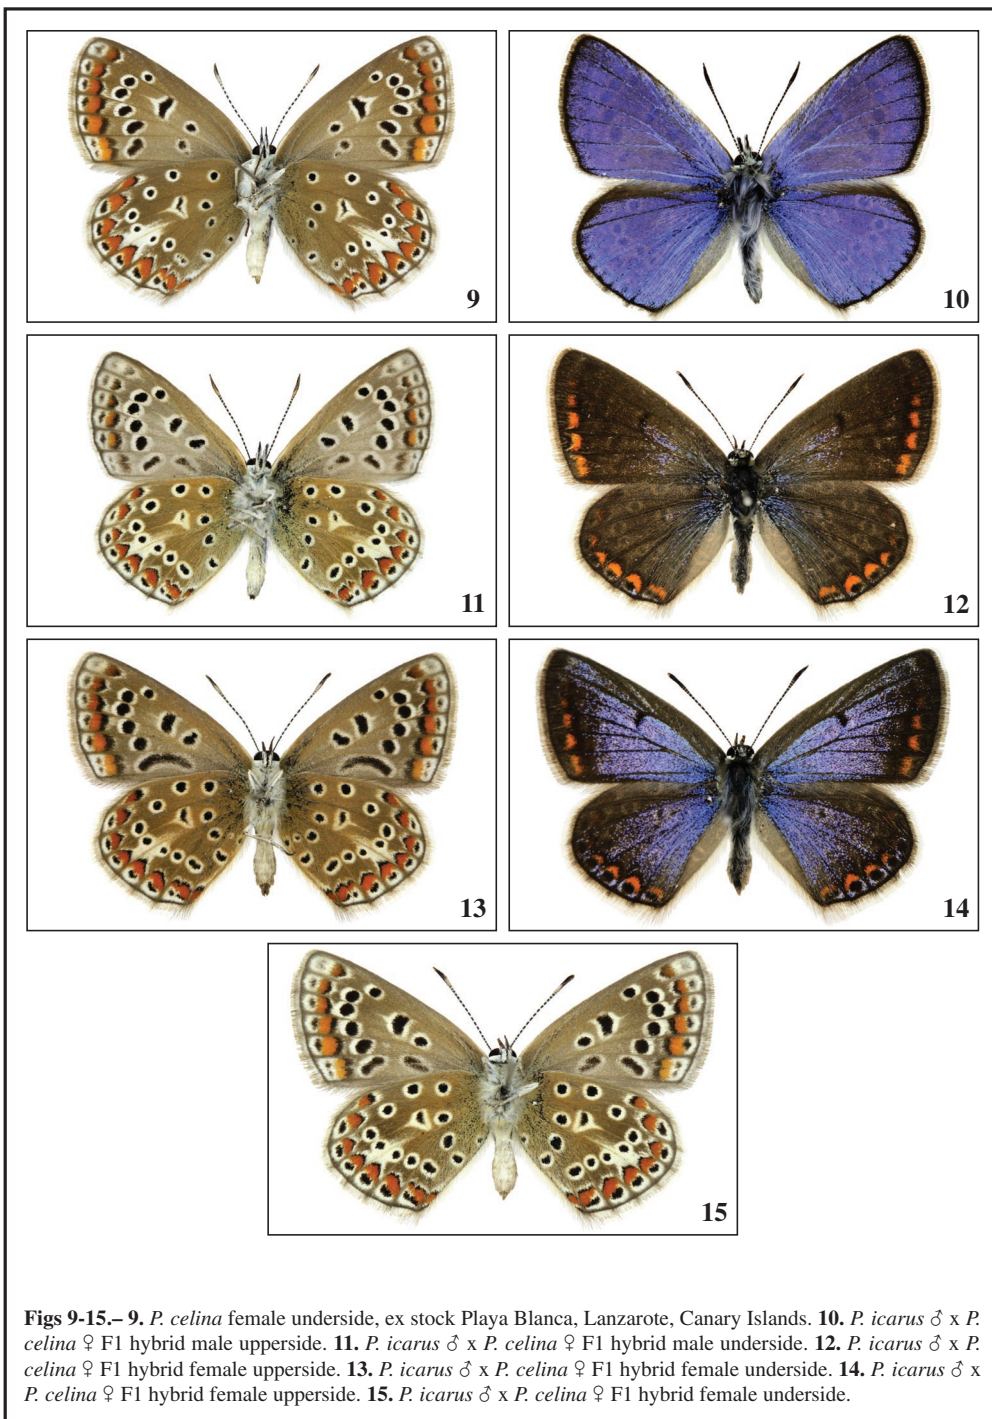 9
10
11
12
13
14
15
Figs 9-15.– 9. P. celina female underside, ex stock Playa Blanca, Lanzarote, Canary Islands. 10. P. icarus ♂ x P.
celina ♀ F1 hybrid male upperside. 11. P. icarus ♂ x P. celina ♀ F1 hybrid male underside. 12. P. icarus ♂ x P.
celina ♀ F1 hybrid female upperside. 13. P. icarus ♂ x P. celina ♀ F1 hybrid female underside. 14. P. icarus ♂ x
P. celina ♀ F1 hybrid female upperside. 15. P. icarus ♂ x P. celina ♀ F1 hybrid female underside.